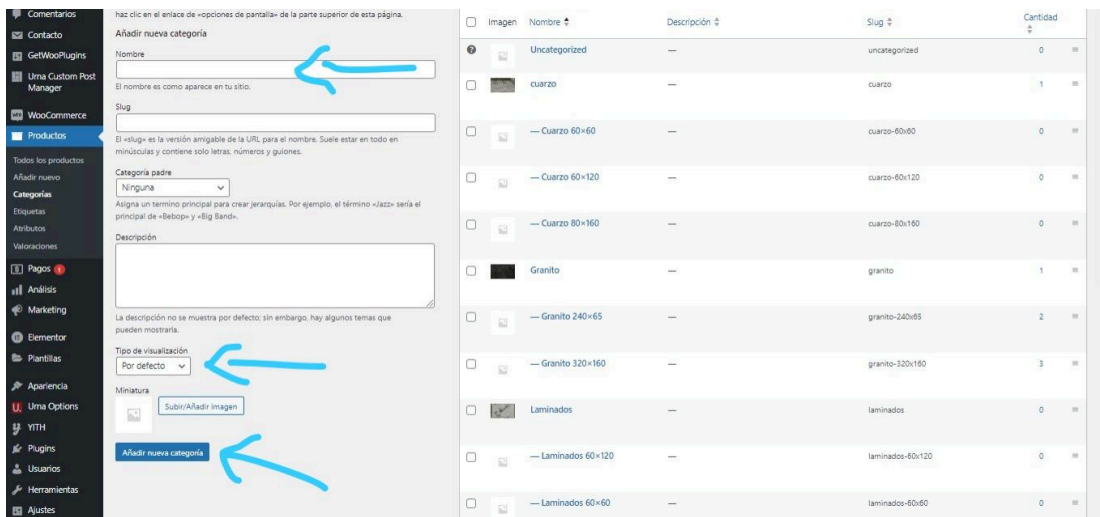 Comentarios
Contacto
GetWooPlugins
Urna Custom Post
Manager
WooCommerce
Productos
Todos los productos
Añadir nuevo
Categorías
Etiquetas
Atributos
Valoraciones
Pagos 1
Análisis
Marketing
Elementor
Plantillas
Apariencia
Urna Options
YITH
Plugins
Usuarios
Herramientas
Ajustes
haz clic en el enlace de «opciones de pantalla» de la parte superior de esta página.
Añadir nueva categoría
Nombre
El nombre es como aparece en tu sitio.
Slug
El «slug» es la versión amigable de la URL para el nombre. Suele estar en todo en
minúsculas y contiene solo letras, números y guiones.
Categoría padre
Ninguna
Asigna un termino principal para crear jerarquías. Por ejemplo, el término «Jazz» sería el
principal de «Bebop» y «Big Band».
Descripción
La descripción no se muestra por defecto; sin embargo, hay algunos temas que
pueden mostrarla.
Tipo de visualización
Por defecto
Miniatura
Subir/Añadir imagen
Añadir nueva categoría
Imagen Nombre Descripción Slug Cantidad
Uncategorized — uncategorized 0
cuarzo — cuarzo 1
— Cuarzo 60×60 — cuarzo-60x60 0
— Cuarzo 60×120 — cuarzo-60x120 0
— Cuarzo 80×160 — cuarzo-80x160 0
Granito — granito 1
— Granito 240×65 — granito-240x65 2
— Granito 320×160 — granito-320x160 3
Laminados — laminados 0
— Laminados 60×120 — laminados-60x120 0
— Laminados 60×60 — laminados-60x60 0